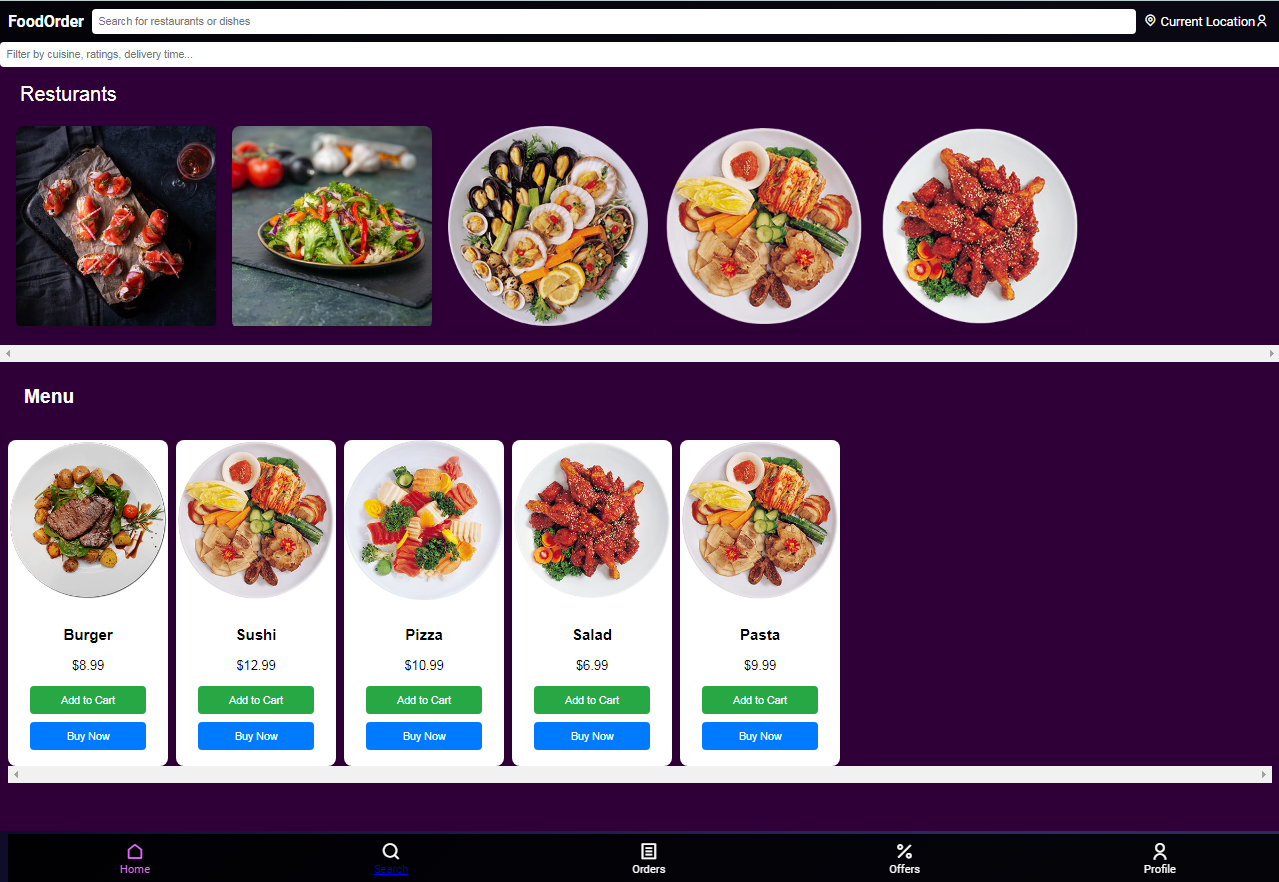 FoodOrder
Search for restaurants or dishes
Current Location
Filter by cuisine, ratings, delivery time...
Resturants
Menu
Burger
$8.99
Add to Cart
Buy Now
Sushi
$12.99
Add to Cart
Buy Now
Pizza
$10.99
Add to Cart
Buy Now
Salad
$6.99
Add to Cart
Buy Now
Pasta
$9.99
Add to Cart
Buy Now
Home
Search
Orders
Offers
Profile